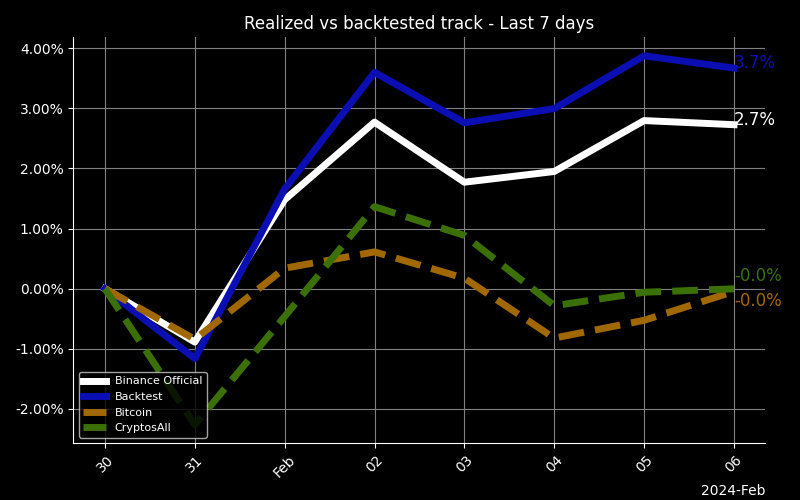 Realized vs backtested track - Last 7 days
4.00%
3.00%
2.00%
1.00%
0.00%
-1.00%
-2.00%
3.7%
2.7%
-0.0%
-0.0%
Binance Official
Backtest
Bitcoin
CryptosAll
30
31
Feb
02
03
04
05
06
2024-Feb